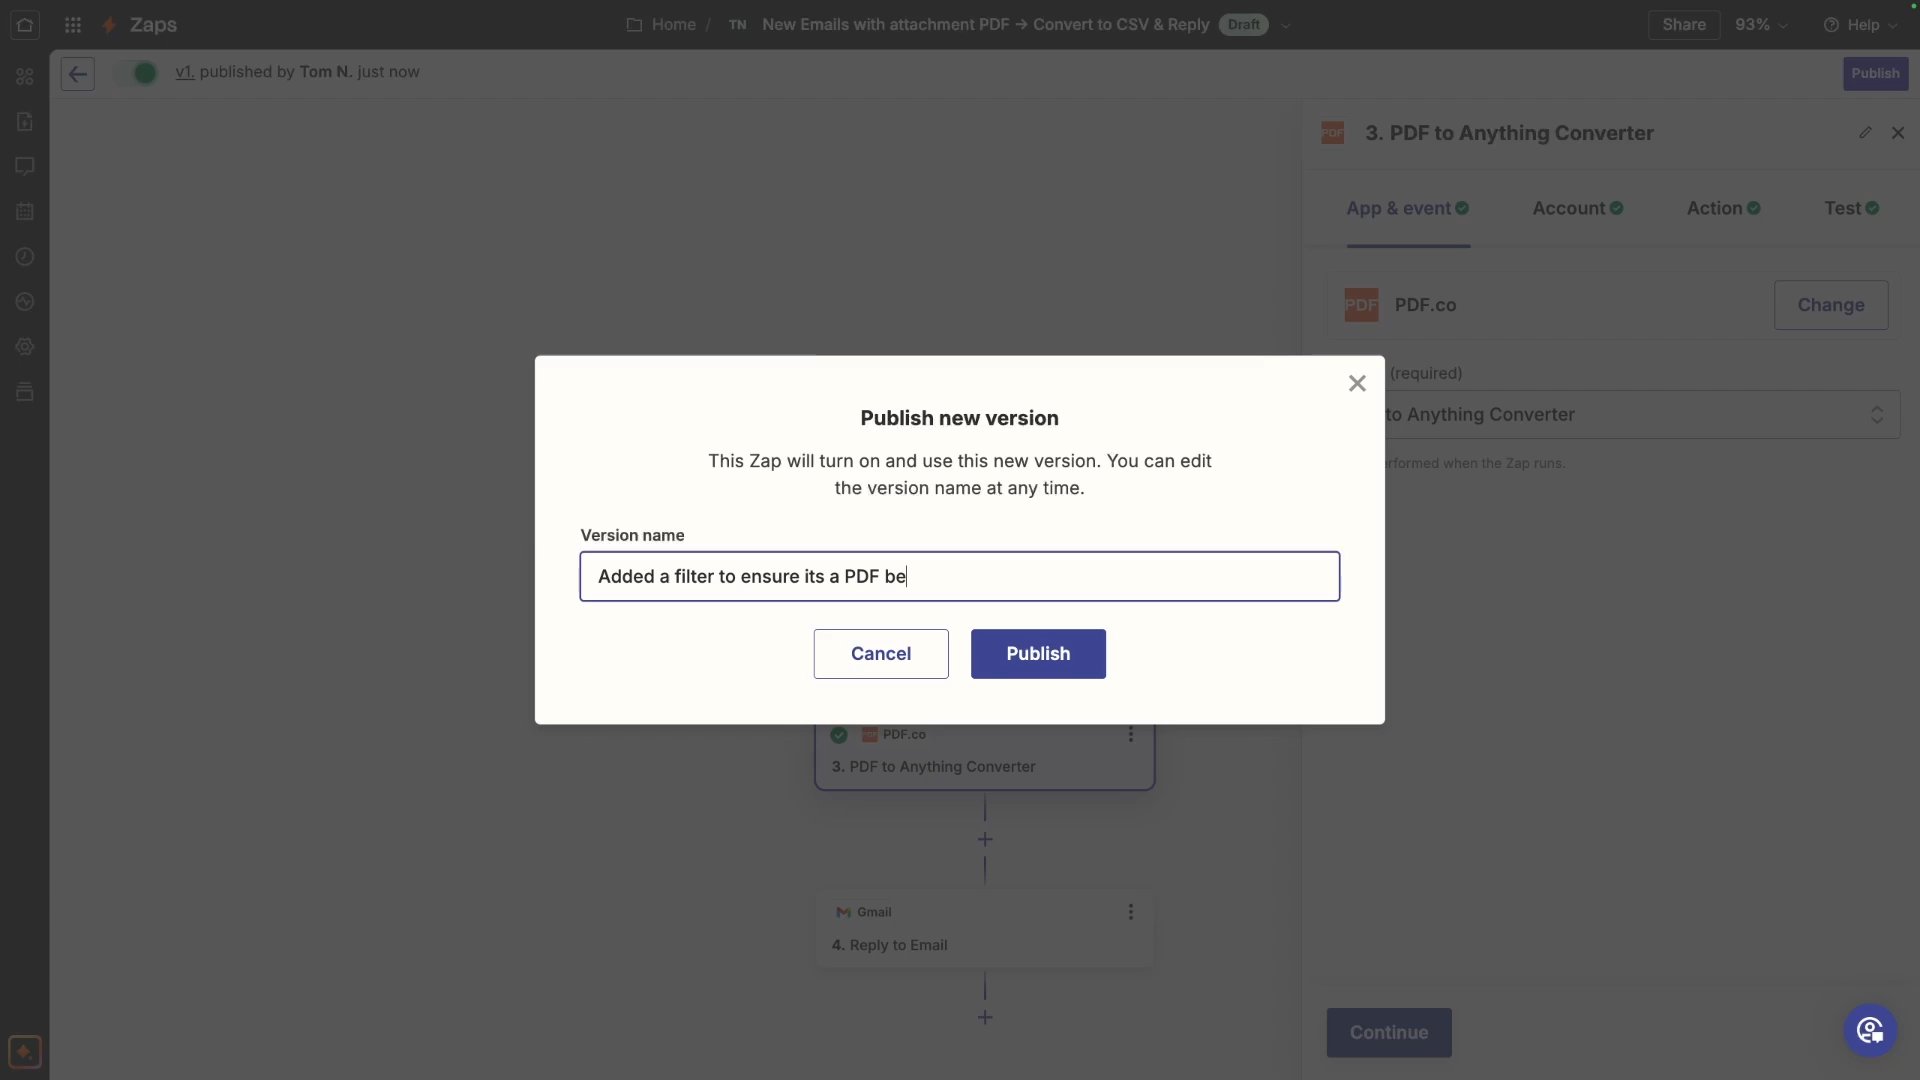 Zaps
Home / TN New Emails with attachment PDF → Convert to CSV & Reply Draft
Share 93% Help
v1. published by Tom N. just now
Publish
3. PDF to Anything Converter
App & event Account Action Test
PDF PDF.co
Change
(required)
to Anything Converter
erformed when the Zap runs.
Publish new version
This Zap will turn on and use this new version. You can edit
the version name at any time.
Version name
Added a filter to ensure its a PDF be
Cancel
Publish
PDF.co
3. PDF to Anything Converter
+
Gmail
4. Reply to Email
+
Continue